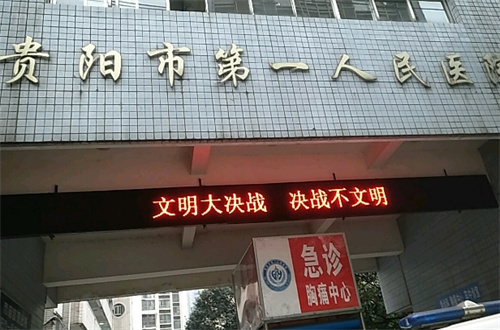 贵阳市第一人民医院
文明大决战 决战不文明
急诊
胸痛中心